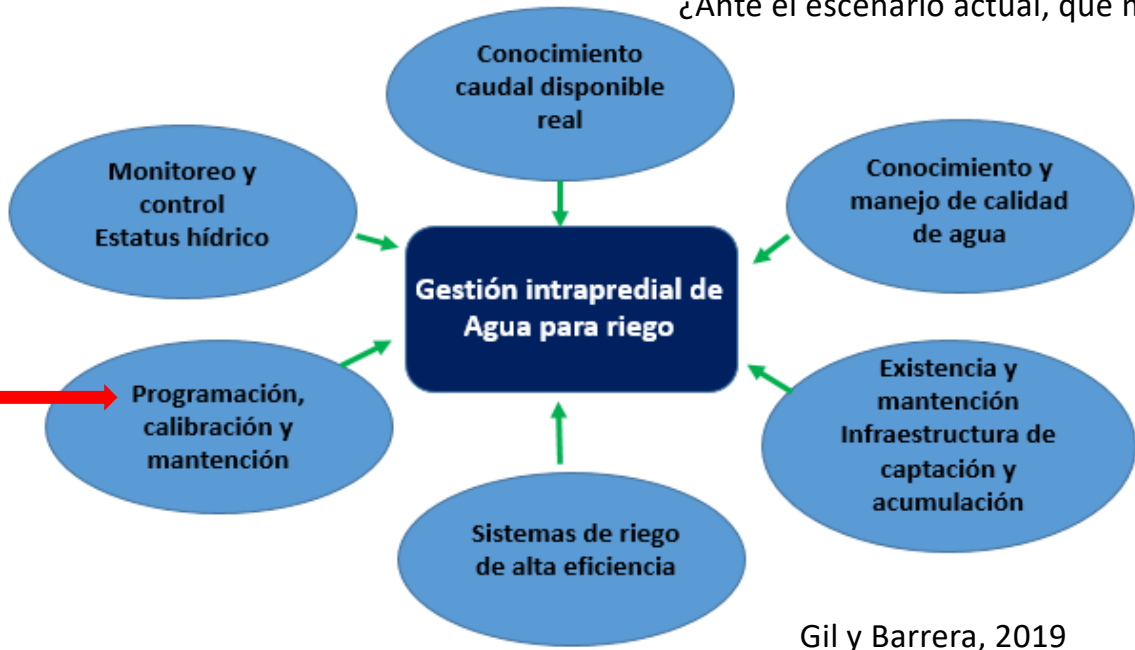 ¿Ante el escenario actual, que
Conocimiento
caudal disponible
real
Monitoreo y
control
Estatus hídrico
Conocimiento y
manejo de calidad
de agua
Gestión intrapredial de
Agua para riego
Programación,
calibración y
mantención
Existencia y
mantención
Infraestructura de
captación y
acumulación
Sistemas de riego
de alta eficiencia
Gil y Barrera, 2019